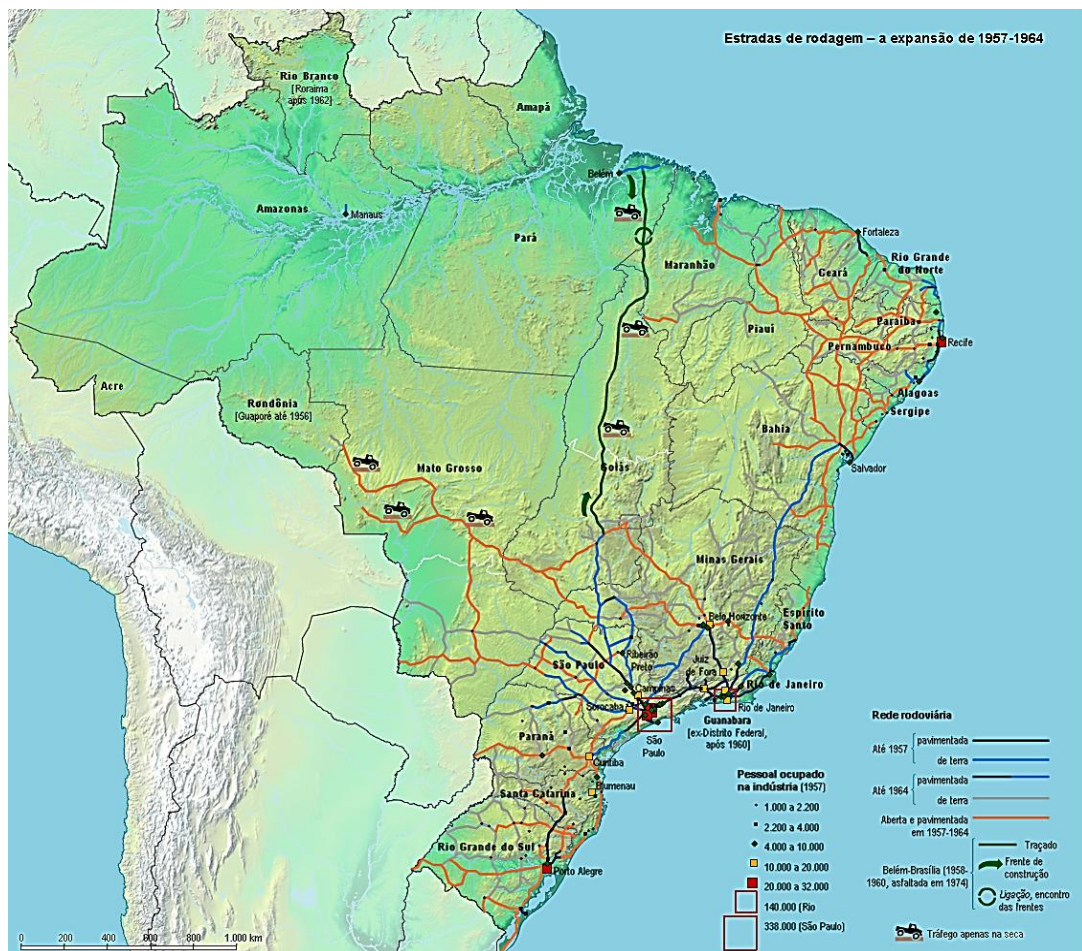 Estradas de rodagem – a expansão de 1957-1964
Rio Branco
[Roraima
após 1962]
Amapá
Belém
Amazonas
Manaus
Pará
Maranhão
Fortaleza
Ceará
Rio Grande
do Norte
Piauí
Paraíba
Pernambuco
Recife
Acre
Rondônia
[Guaporé até 1956]
Alagoas
Sergipe
Bahia
Mato Grosso
Goiás
Salvador
Minas Gerais
Belo Horizonte
Espírito
Santo
Ribeirão
Preto
Juiz
de Fora
São Paulo
Campinas
Rio de Janeiro
Sorocaba
Rio de Janeiro
Guanabara
[ex-Distrito Federal,
após 1960]
São
Paulo
Paraná
Curitiba
Blumenau
Santa Catarina
Rio Grande do Sul
Porto Alegre
Pessoal ocupado
na indústria (1957)
1.000 a 2.200
2.200 a 4.000
4.000 a 10.000
10.000 a 20.000
20.000 a 32.000
140.000 (Rio
338.000 (São Paulo)
Rede rodoviária
Até 1957
pavimentada
de terra
Até 1964
pavimentada
de terra
Aberta e pavimentada
em 1957-1964
Belém-Brasília (1958-
1960, asfaltada em 1974)
Traçado
Frente de
construção
Ligação, encontro
das frentes
Tráfego apenas na seca
0 200 400 600 800 1.000 km